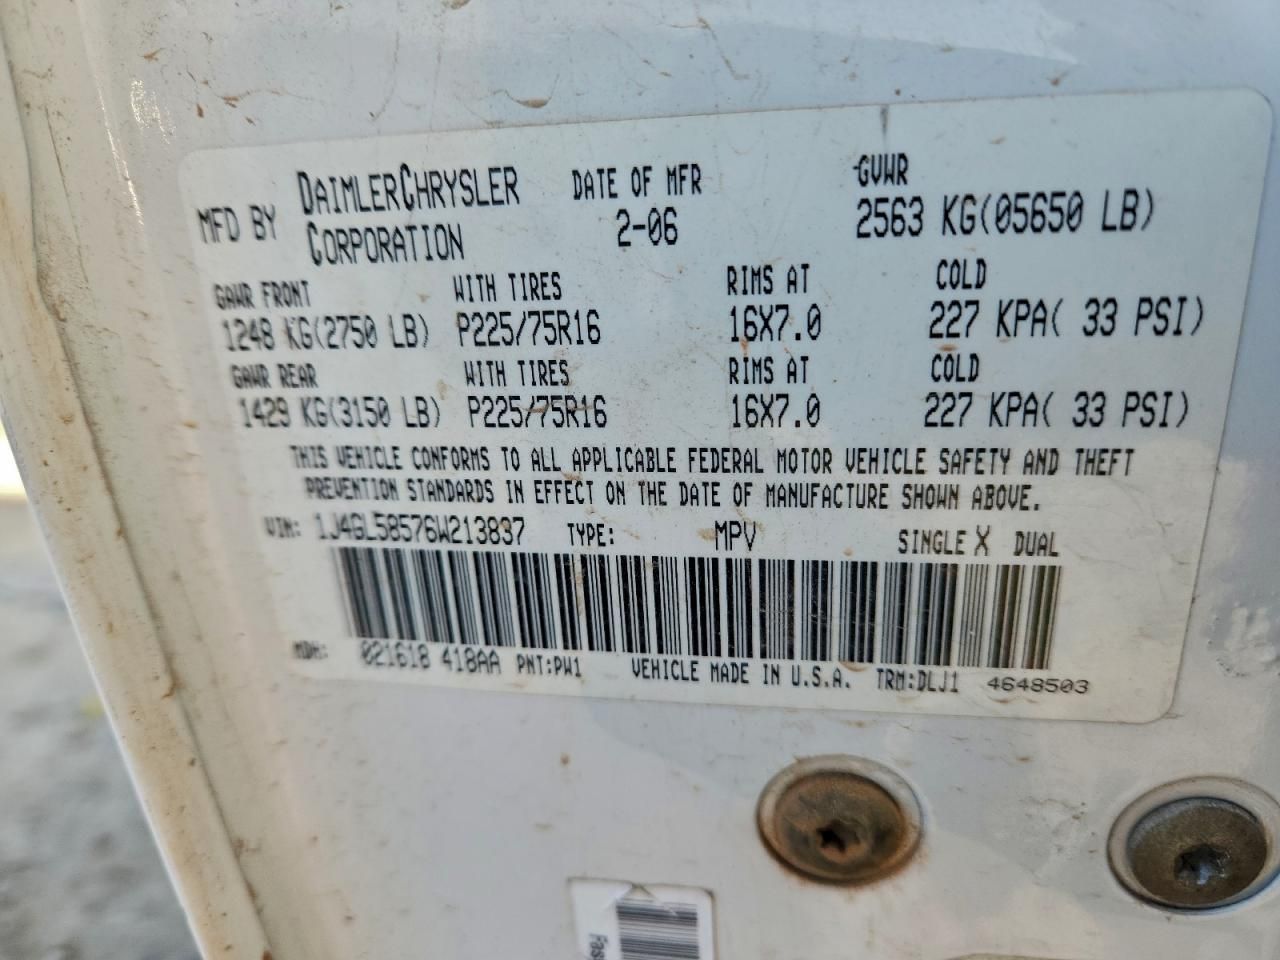 MFD BY DAIMLERCHRYSLER CORPORATION DATE OF MFR 2-06 GVWR 2563 KG(05650 LB)
GAWR FRONT WITH TIRES RIMS AT COLD
1248 KG(2750 LB) P225/75R16 16X7.0 227 KPA( 33 PSI)
GAWR REAR WITH TIRES RIMS AT COLD
1429 KG(3150 LB) P225/75R16 16X7.0 227 KPA( 33 PSI)
THIS VEHICLE CONFORMS TO ALL APPLICABLE FEDERAL MOTOR VEHICLE SAFETY AND THEFT
PREVENTION STANDARDS IN EFFECT ON THE DATE OF MANUFACTURE SHOWN ABOVE.
VIN: 1J4GL58576W213837 TYPE: MPV SINGLE X DUAL
MDH: 021618 418AA PNT:PW1 VEHICLE MADE IN U.S.A. TRM:DLJ1 4648503